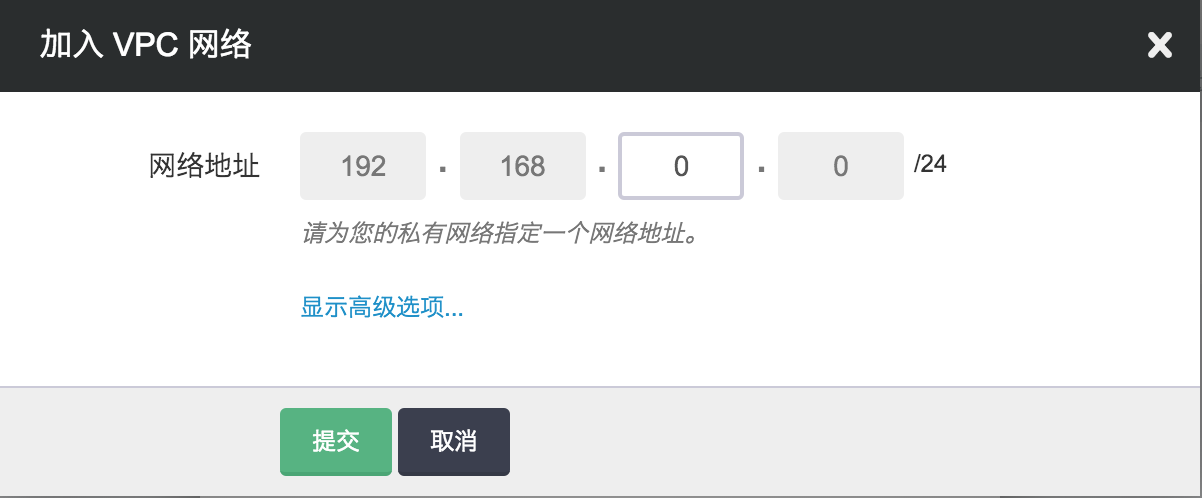 加入 VPC 网络
网络地址 192 . 168 . 0 . 0 /24
请为您的私有网络指定一个网络地址。
显示高级选项...
提交 取消